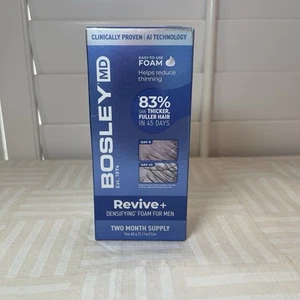 CLINICALLY PROVEN | AI TECHNOLOGY
BOSLEY MD
Est. 1974
EASY-TO-USE
FOAM
Helps reduce
thinning
83%
SAW THICKER,
FULLER HAIR
IN 45 DAYS
DAY 0
DAY 45
Revive+
DENSIFYING* FOAM FOR MEN
TWO MONTH SUPPLY